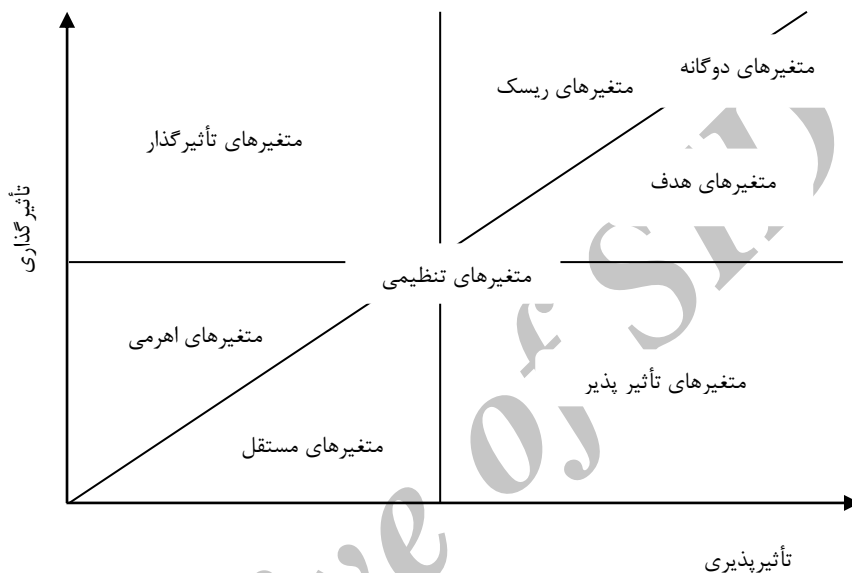 متغیرهای دوگانه
متغیرهای ریسک
متغیرهای تأثیرگذار
متغیرهای هدف
تأثیرگذاری
متغیرهای تنظیمی
متغیرهای اهرمی
متغیرهای تأثیر پذیر
متغیرهای مستقل
تأثیرپذیری